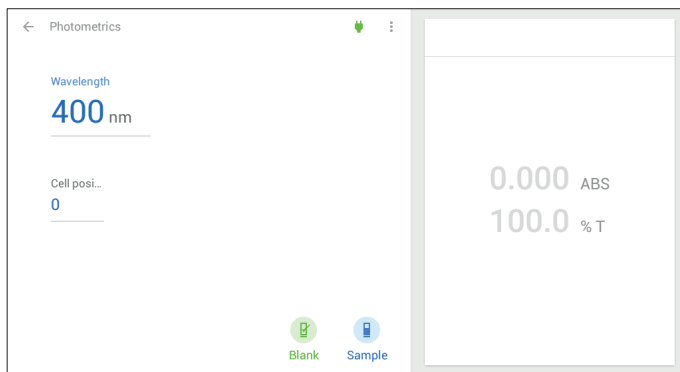 Photometrics
Wavelength
400 nm
Cell posi...
0
Blank
Sample
0.000 ABS
100.0 % T